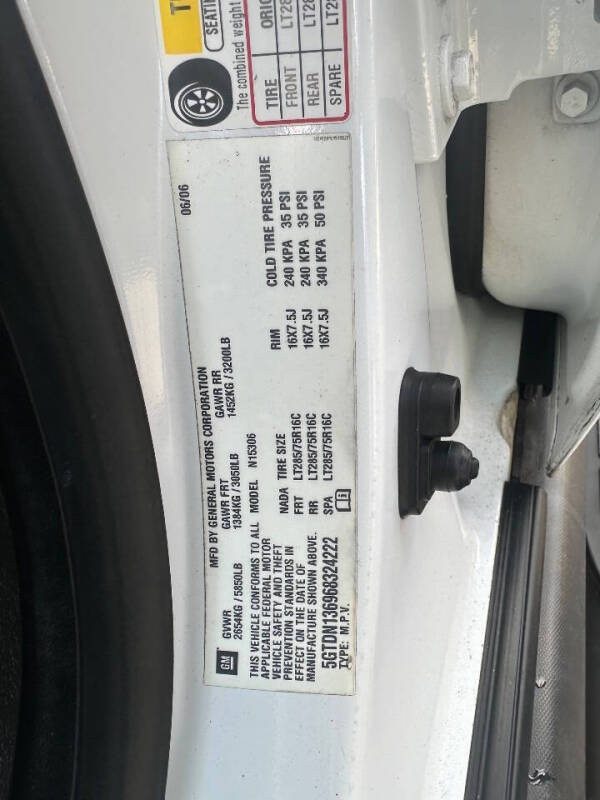 SEATIN
The combined weight
TIRE ORIG
FRONT LT28
REAR LT28
SPARE LT28
06/06
MFD BY GENERAL MOTORS CORPORATION
GM
GVWR GAWR FRT GAWR RR
2654KG / 5850LB 1384KG / 3050LB 1452KG / 3200LB
THIS VEHICLE CONFORMS TO ALL
APPLICABLE FEDERAL MOTOR
VEHICLE SAFETY AND THEFT
PREVENTION STANDARDS IN
EFFECT ON THE DATE OF
MANUFACTURE SHOWN ABOVE.
MODEL N15306
NADA TIRE SIZE RIM COLD TIRE PRESSURE
FRT LT285/75R16C 16X7.5J 240 KPA 35 PSI
RR LT285/75R16C 16X7.5J 240 KPA 35 PSI
SPA LT285/75R16C 16X7.5J 340 KPA 50 PSI
5GTDN136968324222
TYPE: M.P.V.